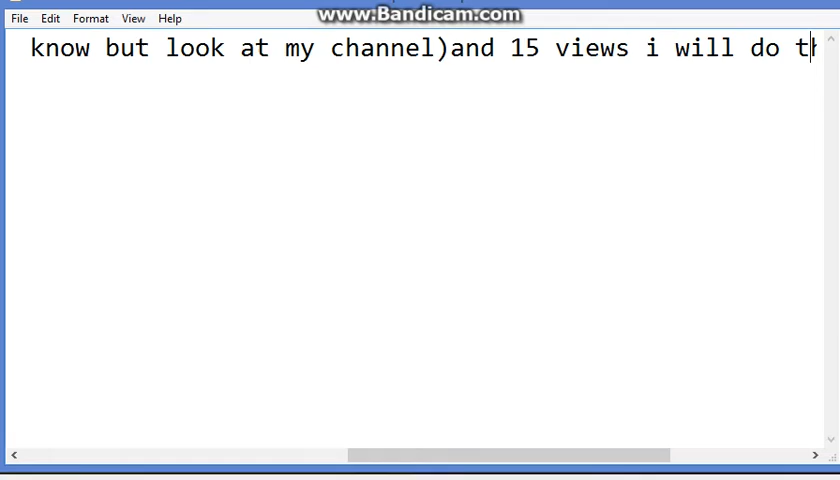 www.Bandicam.com
File Edit Format View Help
know but look at my channel)and 15 views i will do th